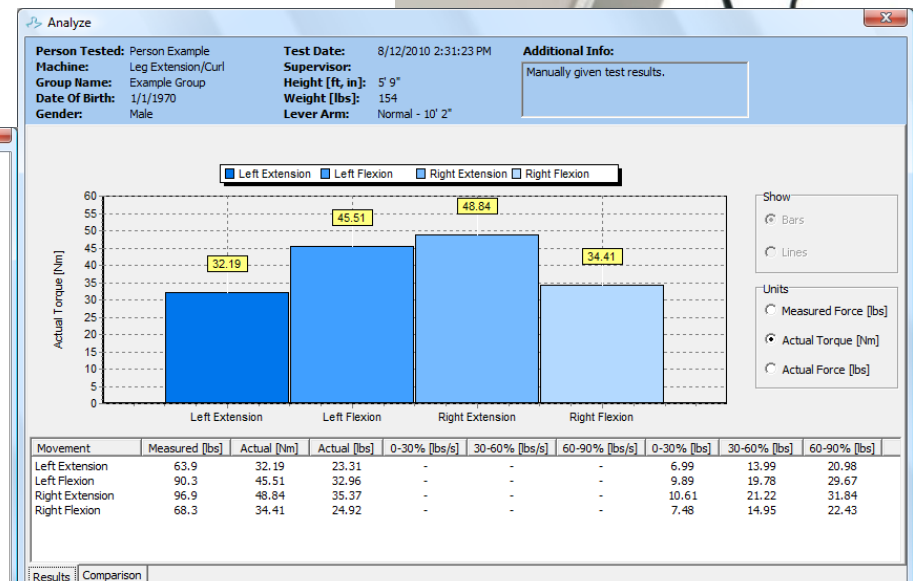 Analyze
Person Tested: Person Example Test Date: 8/12/2010 2:31:23 PM Additional Info:
Machine: Leg Extension/Curl Supervisor: Manually given test results.
Group Name: Example Group Height [ft, in]: 5' 9"
Date Of Birth: 1/1/1970 Weight [lbs]: 154
Gender: Male Lever Arm: Normal - 10' 2"
Left Extension Left Flexion Right Extension Right Flexion
Actual Torque [Nm]
60
55
50
45
40
35
30
25
20
15
10
5
0
32.19
45.51
48.84
34.41
Left Extension Left Flexion Right Extension Right Flexion
Show
Bars
Lines
Units
Measured Force [lbs]
Actual Torque [Nm]
Actual Force [lbs]
Movement Measured [lbs] Actual [Nm] Actual [lbs] 0-30% [lbs/s] 30-60% [lbs/s] 60-90% [lbs/s] 0-30% [lbs] 30-60% [lbs] 60-90% [lbs]
Left Extension 63.9 32.19 23.31 - - - 6.99 13.99 20.98
Left Flexion 90.3 45.51 32.96 - - - 9.89 19.78 29.67
Right Extension 96.9 48.84 35.37 - - - 10.61 21.22 31.84
Right Flexion 68.3 34.41 24.92 - - - 7.48 14.95 22.43
Results Comparison